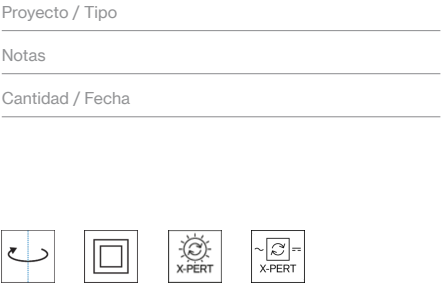 Proyecto / Tipo
Notas
Cantidad / Fecha
X-PERT
X-PERT